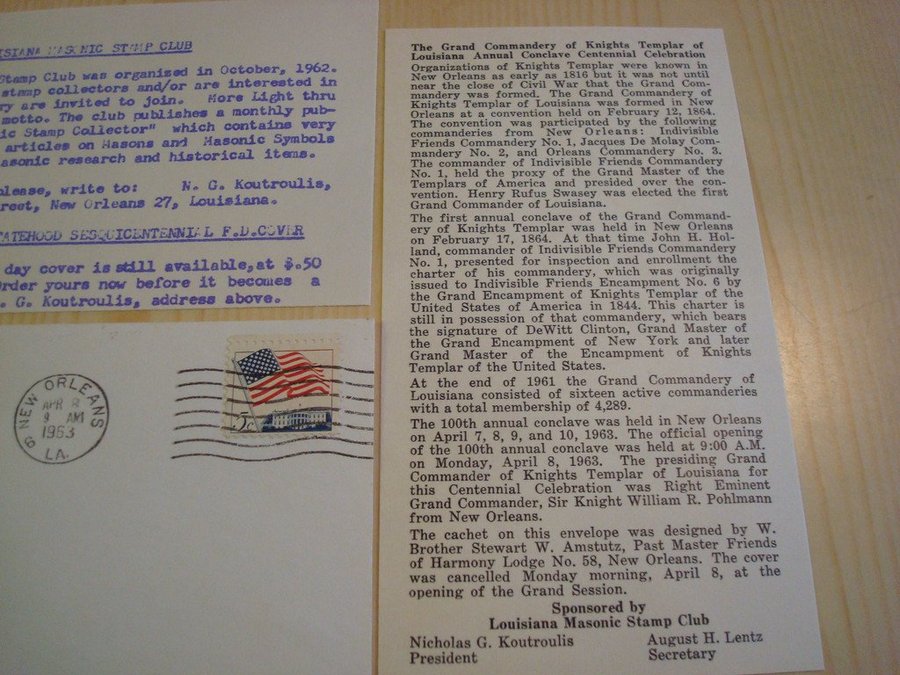 ISIANA MASONIC STAMP CLUB
Stamp Club was organized in October, 1962.
stamp collectors and/or are interested in
ry are invited to join. More Light thru
motto. The club publishes a monthly pub-
ic Stamp Collector" which contains very
articles on Masons and Masonic Symbols
asonic research and historical items.
please, write to: N. G. Koutroulis,
reet, New Orleans 27, Louisiana.
TATEHOOD SESQUICENTENNIAL F.D.COVER
day cover is still available,at $.50
Order yours now before it becomes a
. G. Koutroulis, address above.
NEW ORLEANS
APR 8
9 AM
1963
6
LA.
5c
The Grand Commandery of Knights Templar of
Louisiana Annual Conclave Centennial Celebration
Organizations of Knights Templar were known in
New Orleans as early as 1816 but it was not until
near the close of Civil War that the Grand Com-
mandery was formed. The Grand Commandery of
Knights Templar of Louisiana was formed in New
Orleans at a convention held on February 12, 1864.
The convention was participated by the following
commanderies from New Orleans: Indivisible
Friends Commandery No. 1, Jacques De Molay Com-
mandery No. 2, and Orleans Commandery No. 3.
The commander of Indivisible Friends Commandery
No. 1, held the proxy of the Grand Master of the
Templars of America and presided over the con-
vention. Henry Rufus Swasey was elected the first
Grand Commander of Louisiana.
The first annual conclave of the Grand Command-
ery of Knights Templar was held in New Orleans
on February 17, 1864. At that time John H. Hol-
land, commander of Indivisible Friends Commandery
No. 1, presented for inspection and enrollment the
charter of his commandery, which was originally
issued to Indivisible Friends Encampment No. 6 by
the Grand Encampment of Knights Templar of the
United States of America in 1844. This charter is
still in possession of that commandery, which bears
the signature of DeWitt Clinton, Grand Master of
the Grand Encampment of New York and later
Grand Master of the Encampment of Knights
Templar of the United States.
At the end of 1961 the Grand Commandery of
Louisiana consisted of sixteen active commanderies
with a total membership of 4,289.
The 100th annual conclave was held in New Orleans
on April 7, 8, 9, and 10, 1963. The official opening
of the 100th annual conclave was held at 9:00 A.M.
on Monday, April 8, 1963. The presiding Grand
Commander of Knights Templar of Louisiana for
this Centennial Celebration was Right Eminent
Grand Commander, Sir Knight William R. Pohlmann
from New Orleans.
The cachet on this envelope was designed by W.
Brother Stewart W. Amstutz, Past Master Friends
of Harmony Lodge No. 58, New Orleans. The cover
was cancelled Monday morning, April 8, at the
opening of the Grand Session.
Sponsored by
Louisiana Masonic Stamp Club
Nicholas G. Koutroulis August H. Lentz
President Secretary